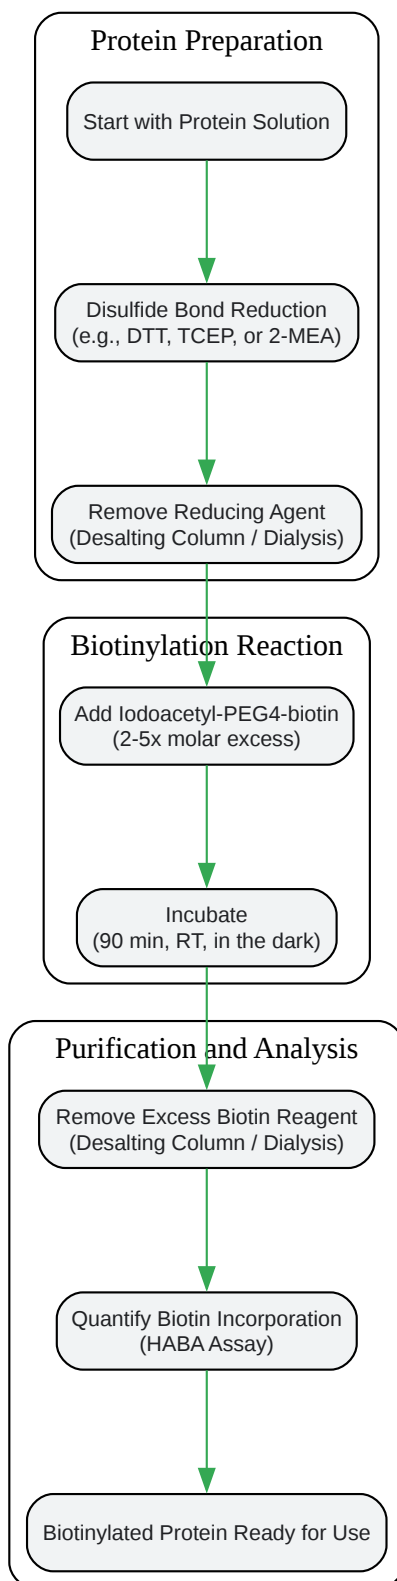 Protein Preparation
Start with Protein Solution
Disulfide Bond Reduction
(e.g., DTT, TCEP, or 2-MEA)
Remove Reducing Agent
(Desalting Column / Dialysis)
Biotinylation Reaction
Add Iodoacetyl-PEG4-biotin
(2-5x molar excess)
Incubate
(90 min, RT, in the dark)
Purification and Analysis
Remove Excess Biotin Reagent
(Desalting Column / Dialysis)
Quantify Biotin Incorporation
(HABA Assay)
Biotinylated Protein Ready for Use